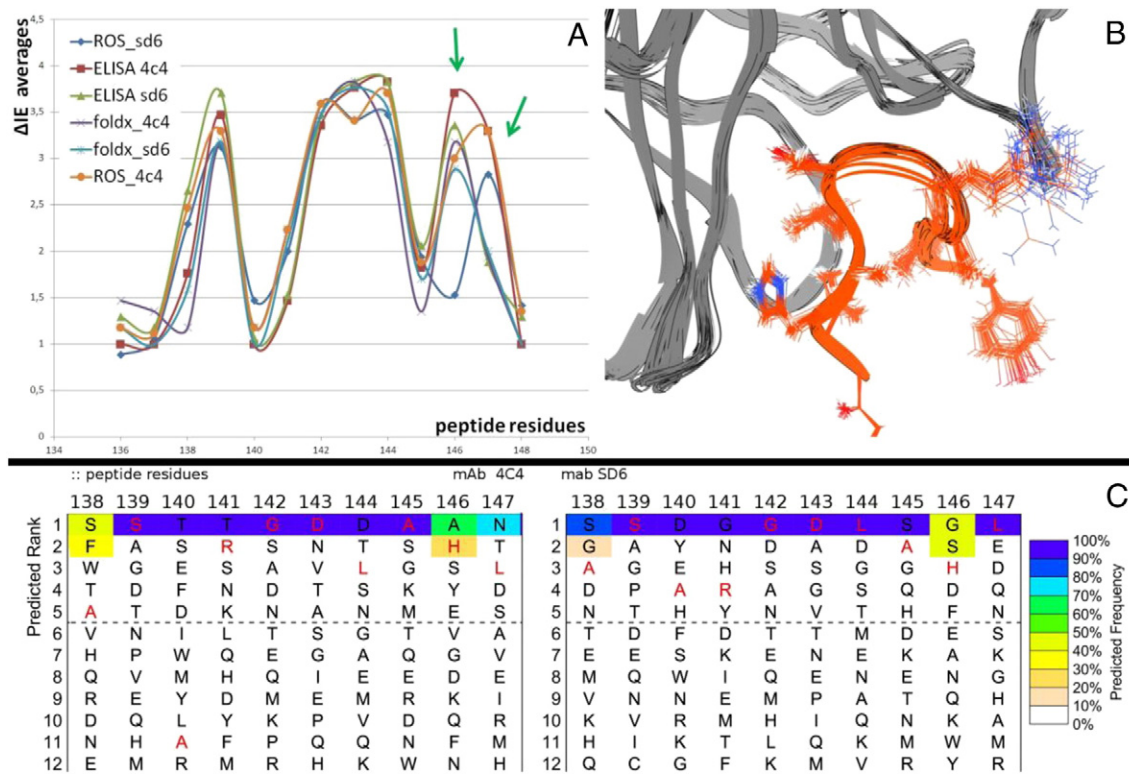 A
B
ΔIE averages
4,5
4
3,5
3
2,5
2
1,5
1
0,5
0
ROS_sd6
ELISA 4c4
ELISA sd6
foldx_4c4
foldx_sd6
ROS_4c4
peptide residues
134 136 138 140 142 144 146 148 150
:: peptide residues mAb 4C4 mab SD6 C
138 139 140 141 142 143 144 145 146 147 138 139 140 141 142 143 144 145 146 147
Predicted Rank
1 S S T T G D D A A N 1 S S D G G D L S G L
2 F A S R S N T S H T 2 G A Y N D A D A S E
3 W G E S A V L G S L 3 A G E H S S G G H D
4 T D F N D T S K Y D 4 D P A R A G S Q D Q
5 A T D K N A N M E S 5 N T H Y N V T H F N
6 V N I L T S G T V A 6 T D F D T T M D E S
7 H P W Q E G A Q G V 7 E E S K E N E K A K
8 Q V M H Q I E E D E 8 M Q W I Q E N E N G
9 R E Y D M E M R K I 9 V N N E M P A T Q H
10 D Q L Y K P V D Q R 10 K V R M H I Q N K A
11 N H A F P Q Q N F M 11 H I K T L Q K M W M
12 E M R M R H K W N H 12 Q C G F K M V R Y R
100%
90%
80%
70%
60%
50%
40%
30%
20%
10%
0%
Predicted Frequency